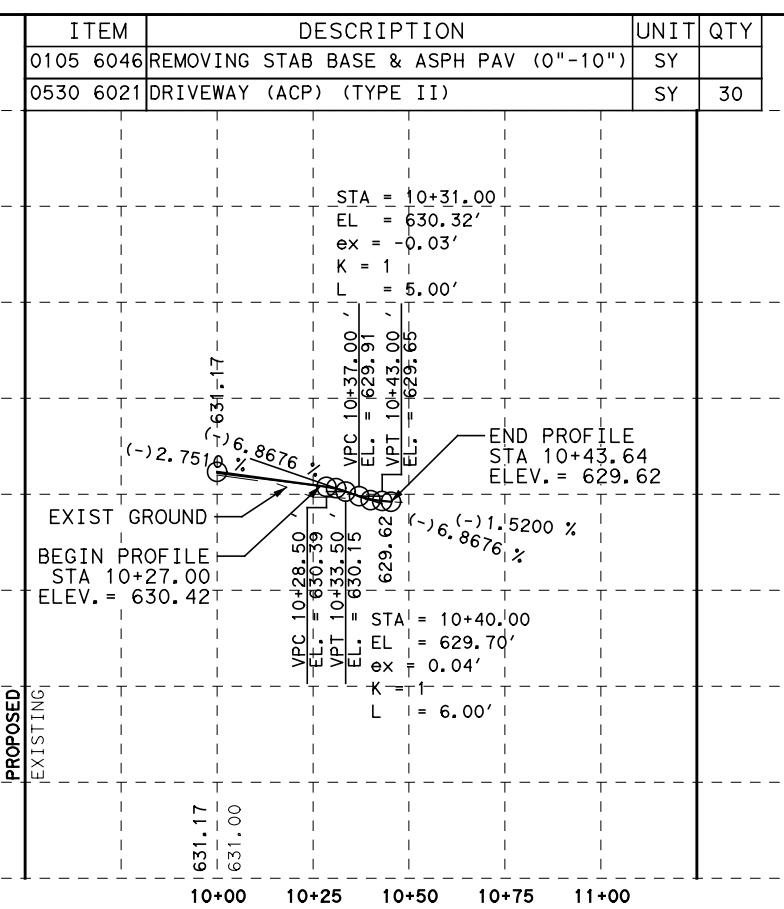 ITEM DESCRIPTION UNIT QTY
0105 6046 REMOVING STAB BASE & ASPH PAV (0"-10") SY
0530 6021 DRIVEWAY (ACP) (TYPE II) SY 30
STA = 10+31.00
EL = 630.32'
ex = -0.03'
K = 1
L = 5.00'
631.17
(-)2.7510 %
(-)6.8676 %
VPC 10+37.00 '
EL. = 629.91
VPT 10+43.00 '
EL. = 629.65
END PROFILE
STA 10+43.64
ELEV.= 629.62
EXIST GROUND
BEGIN PROFILE
STA 10+27.00
ELEV.= 630.42
(-)1.5200 %
(-)6.8676 %
629.62
VPC 10+28.50 '
EL. = 630.39
VPT 10+33.50 '
EL. = 630.15
STA = 10+40.00
EL = 629.70'
ex = 0.04'
K = 1
L = 6.00'
PROPOSED
EXISTING
631.17
631.00
10+00 10+25 10+50 10+75 11+00